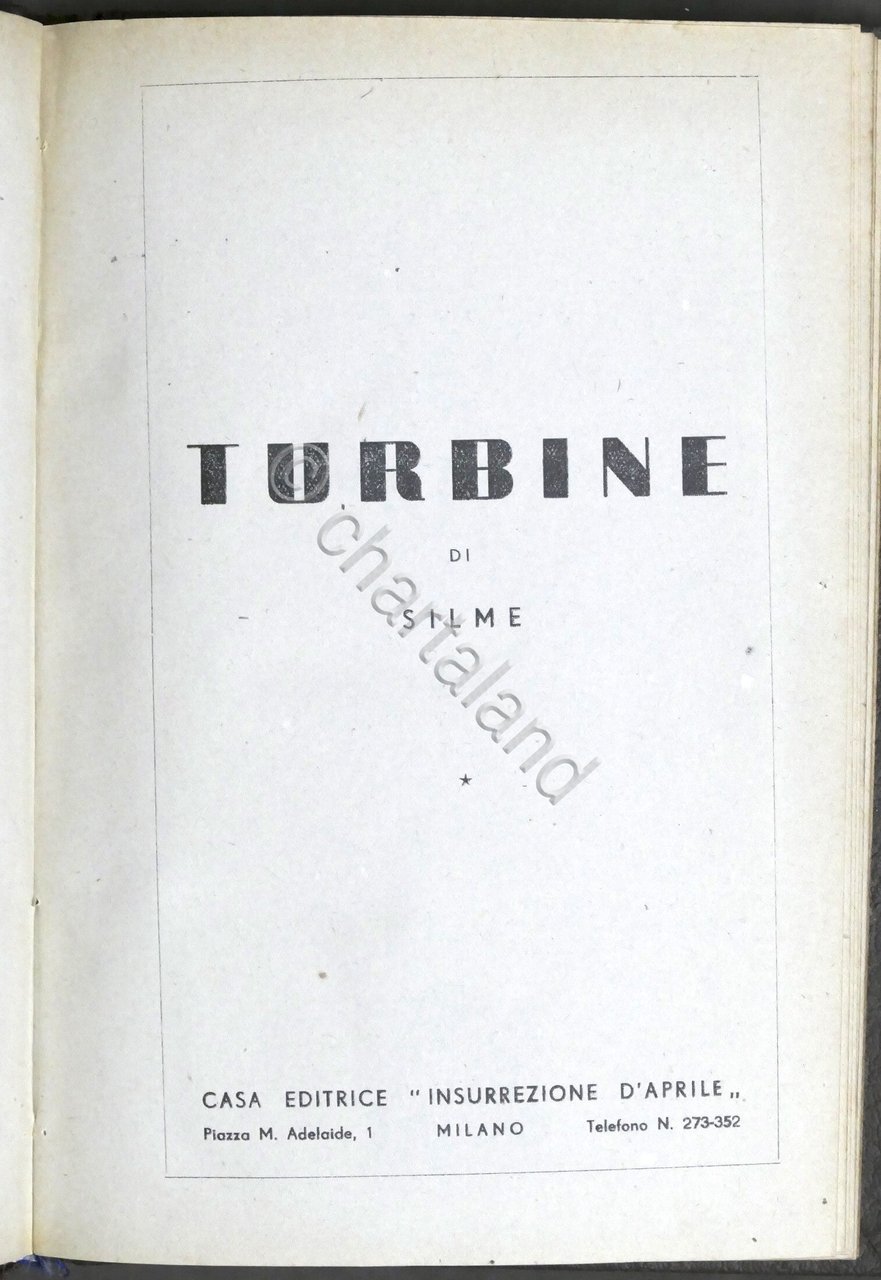 TURBINE
DI
SILME
★
CASA EDITRICE "INSURREZIONE D'APRILE„
Piazza M. Adelaide, 1 MILANO Telefono N. 273-352
© chartaland